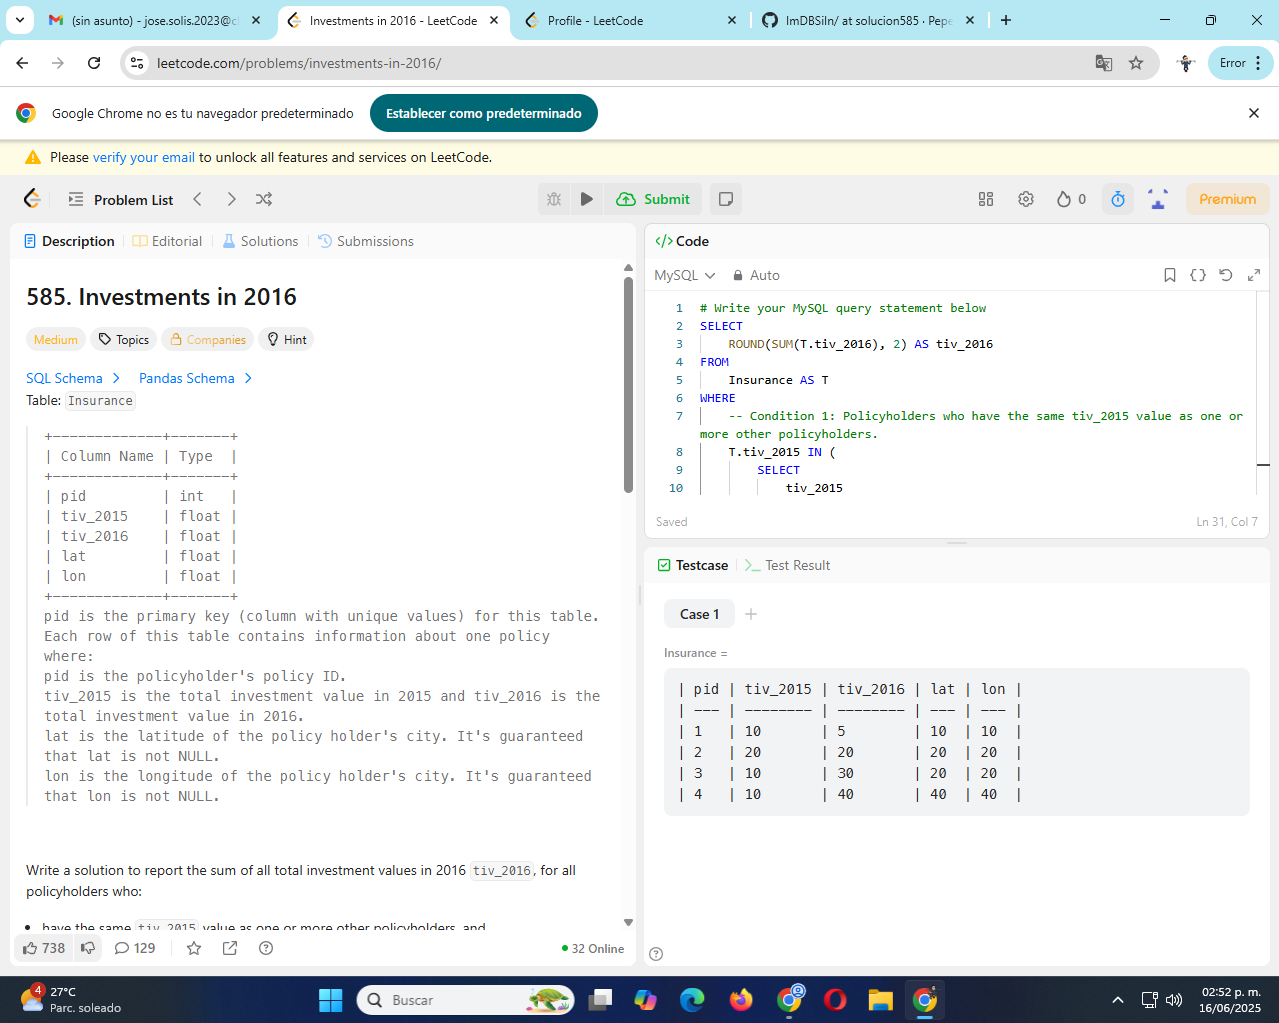 (sin asunto) - jose.solis.2023@c
Investments in 2016 - LeetCode
Profile - LeetCode
ImDBSiln/ at solucion585 · Pepe
leetcode.com/problems/investments-in-2016/
Error
Google Chrome no es tu navegador predeterminado
Establecer como predeterminado
Please verify your email to unlock all features and services on LeetCode.
Problem List
Submit
0
Premium
Description
Editorial
Solutions
Submissions
585. Investments in 2016
Medium
Topics
Companies
Hint
SQL Schema
Pandas Schema
Table: Insurance
+-------------+-------+
| Column Name | Type  |
+-------------+-------+
| pid         | int   |
| tiv_2015    | float |
| tiv_2016    | float |
| lat         | float |
| lon         | float |
+-------------+-------+
pid is the primary key (column with unique values) for this table.
Each row of this table contains information about one policy
where:
pid is the policyholder's policy ID.
tiv_2015 is the total investment value in 2015 and tiv_2016 is the
total investment value in 2016.
lat is the latitude of the policy holder's city. It's guaranteed
that lat is not NULL.
lon is the longitude of the policy holder's city. It's guaranteed
that lon is not NULL.
Write a solution to report the sum of all total investment values in 2016 tiv_2016, for all
policyholders who:
• have the same tiv_2015 value as one or more other policyholders, and
738
129
32 Online
Code
MySQL
Auto
1 # Write your MySQL query statement below
2 SELECT
3 ROUND(SUM(T.tiv_2016), 2) AS tiv_2016
4 FROM
5 Insurance AS T
6 WHERE
7 -- Condition 1: Policyholders who have the same tiv_2015 value as one or
more other policyholders.
8 T.tiv_2015 IN (
9 SELECT
10 tiv_2015
Saved
Ln 31, Col 7
Testcase
Test Result
Case 1
Insurance =
| pid | tiv_2015 | tiv_2016 | lat | lon |
| --- | -------- | -------- | --- | --- |
| 1   | 10       | 5        | 10  | 10  |
| 2   | 20       | 20       | 20  | 20  |
| 3   | 10       | 30       | 20  | 20  |
| 4   | 10       | 40       | 40  | 40  |
4
27°C
Parc. soleado
Buscar
02:52 p. m.
16/06/2025